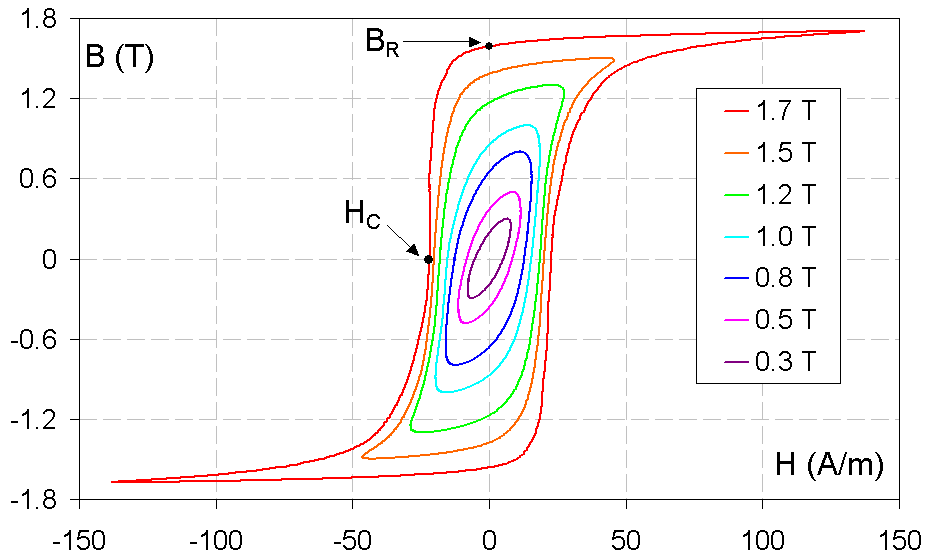 1.8
1.2
0.6
0
-0.6
-1.2
-1.8
B (T)
B_R
H_C
1.7 T
1.5 T
1.2 T
1.0 T
0.8 T
0.5 T
0.3 T
H (A/m)
-150 -100 -50 0 50 100 150